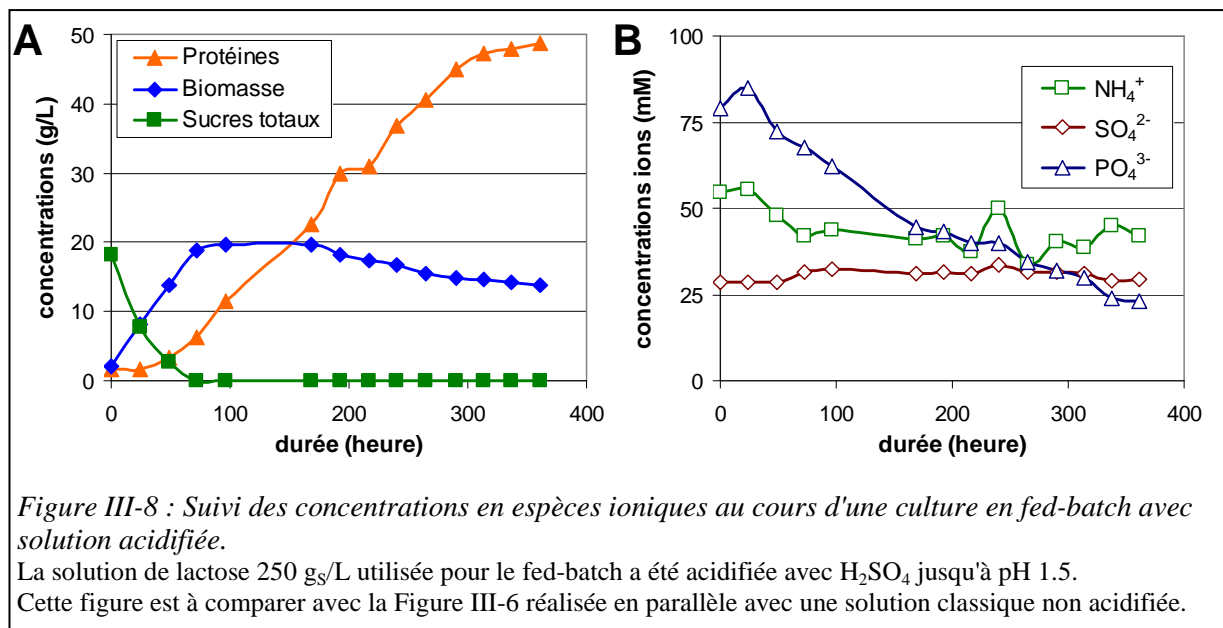 A
50
40
30
20
10
0
concentrations (g/L)
Protéines
Biomasse
Sucres totaux
0 100 200 300 400
durée (heure)
B
100
75
50
25
0
concentrations ions (mM)
NH₄⁺
SO₄²⁻
PO₄³⁻
0 100 200 300 400
durée (heure)
Figure III-8 : Suivi des concentrations en espèces ioniques au cours d'une culture en fed-batch avec
solution acidifiée.
La solution de lactose 250 gₛ/L utilisée pour le fed-batch a été acidifiée avec H₂SO₄ jusqu'à pH 1.5.
Cette figure est à comparer avec la Figure III-6 réalisée en parallèle avec une solution classique non acidifiée.